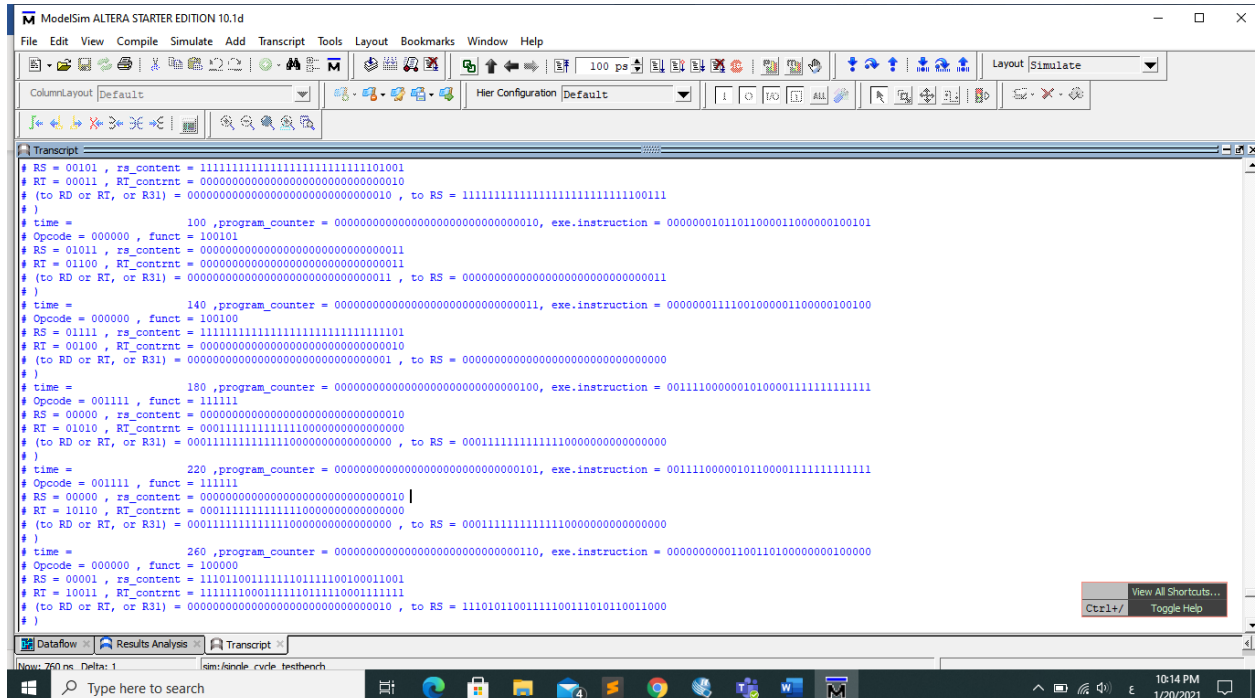 ModelSim ALTERA STARTER EDITION 10.1d
File Edit View Compile Simulate Add Transcript Tools Layout Bookmarks Window Help
100 ps
Layout Simulate
ColumnLayout Default
Hier Configuration Default
ALL
Transcript
# RS = 00101 , rs_content = 11111111111111111111111111101001
# RT = 00011 , RT_contrnt = 00000000000000000000000000000010
# (to RD or RT, or R31) = 00000000000000000000000000000010 , to RS = 11111111111111111111111111100111
# )
# time = 100 ,program_counter = 00000000000000000000000000000010, exe.instruction = 00000001011011000011000000100101
# Opcode = 000000 , funct = 100101
# RS = 01011 , rs_content = 00000000000000000000000000000011
# RT = 01100 , RT_contrnt = 00000000000000000000000000000011
# (to RD or RT, or R31) = 00000000000000000000000000000011 , to RS = 00000000000000000000000000000011
# )
# time = 140 ,program_counter = 00000000000000000000000000000011, exe.instruction = 00000001111001000001100000100100
# Opcode = 000000 , funct = 100100
# RS = 01111 , rs_content = 11111111111111111111111111111101
# RT = 00100 , RT_contrnt = 00000000000000000000000000000010
# (to RD or RT, or R31) = 00000000000000000000000000000001 , to RS = 00000000000000000000000000000000
# )
# time = 180 ,program_counter = 00000000000000000000000000000100, exe.instruction = 00111100000010100001111111111111
# Opcode = 001111 , funct = 111111
# RS = 00000 , rs_content = 00000000000000000000000000000010
# RT = 01010 , RT_contrnt = 00011111111111110000000000000000
# (to RD or RT, or R31) = 00011111111111110000000000000000 , to RS = 00011111111111110000000000000000
# )
# time = 220 ,program_counter = 00000000000000000000000000000101, exe.instruction = 00111100000101100001111111111111
# Opcode = 001111 , funct = 111111
# RS = 00000 , rs_content = 00000000000000000000000000000010
# RT = 10110 , RT_contrnt = 00011111111111110000000000000000
# (to RD or RT, or R31) = 00011111111111110000000000000000 , to RS = 00011111111111110000000000000000
# )
# time = 260 ,program_counter = 00000000000000000000000000000110, exe.instruction = 00000000001100110100000000100000
# Opcode = 000000 , funct = 100000
# RS = 00001 , rs_content = 11101100111111101111100100011001
# RT = 10011 , RT_contrnt = 11111110001111110111110001111111
# (to RD or RT, or R31) = 00000000000000000000000000000010 , to RS = 11101011001111100111010110011000
# )
View All Shortcuts...
Ctrl+/ Toggle Help
Dataflow Results Analysis Transcript
Now: 760 ns Delta: 1 sim:/single_cycle_testbench
Type here to search
4
ع
10:14 PM
1/20/2021